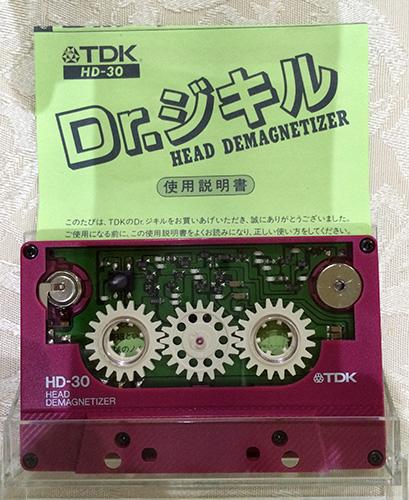 TDK
HD-30
Dr.ジキル
HEAD DEMAGNETIZER
使用説明書
このたびは、TDKのDr.ジキルをお買いあげいただき、誠にありがとうございました。
ご使用になる前に、この使用説明書をよくお読みになり、正しい使い方をしてください。
HD-30
HEAD
DEMAGNETIZER
TDK